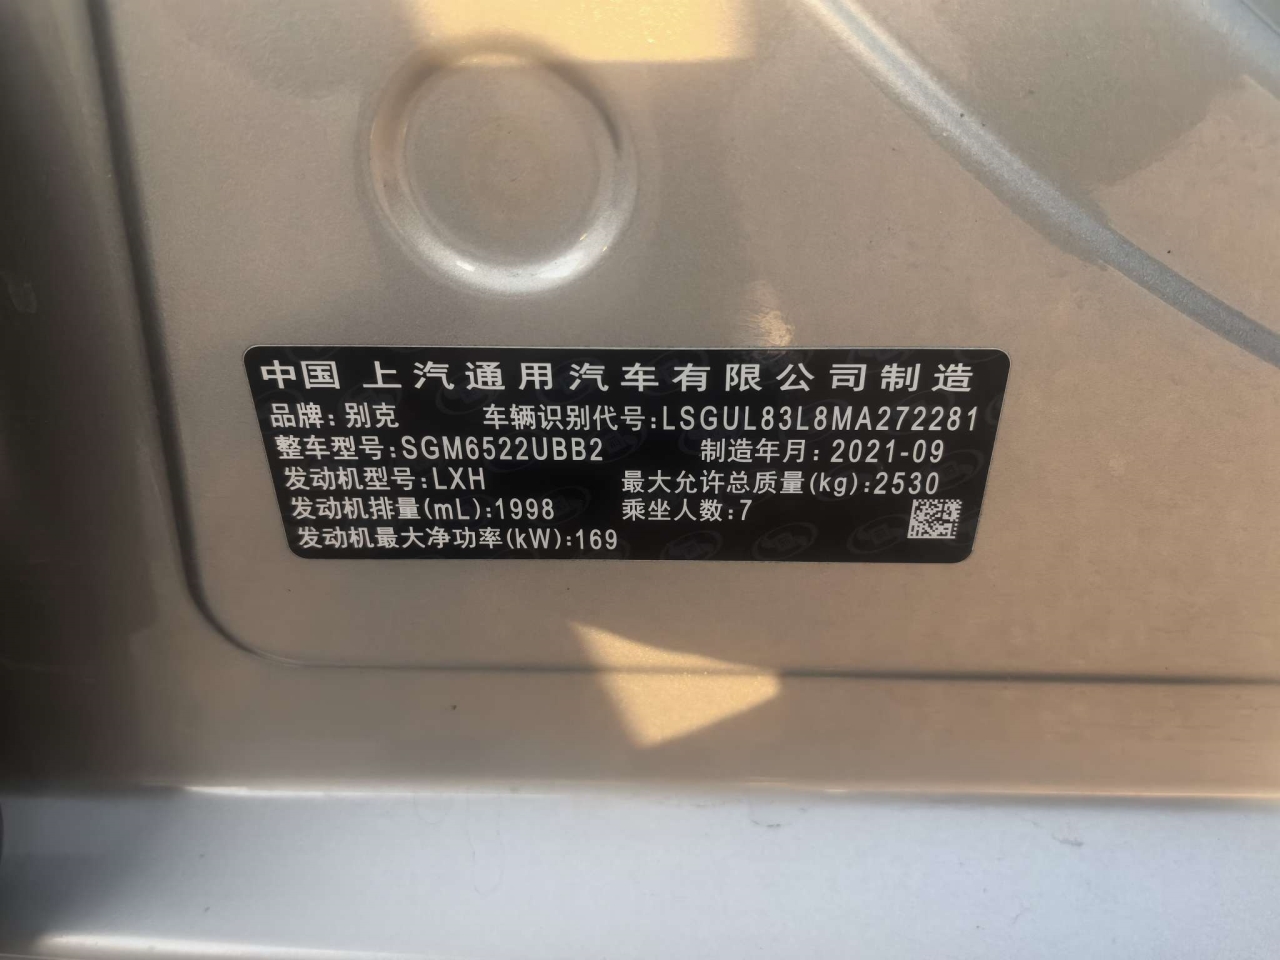 中国 上汽通用汽车有限公司制造
品牌: 别克 车辆识别代号:LSGUL83L8MA272281
整车型号:SGM6522UBB2 制造年月: 2021-09
发动机型号:LXH 最大允许总质量(kg):2530
发动机排量(mL):1998 乘坐人数:7
发动机最大净功率(kW):169